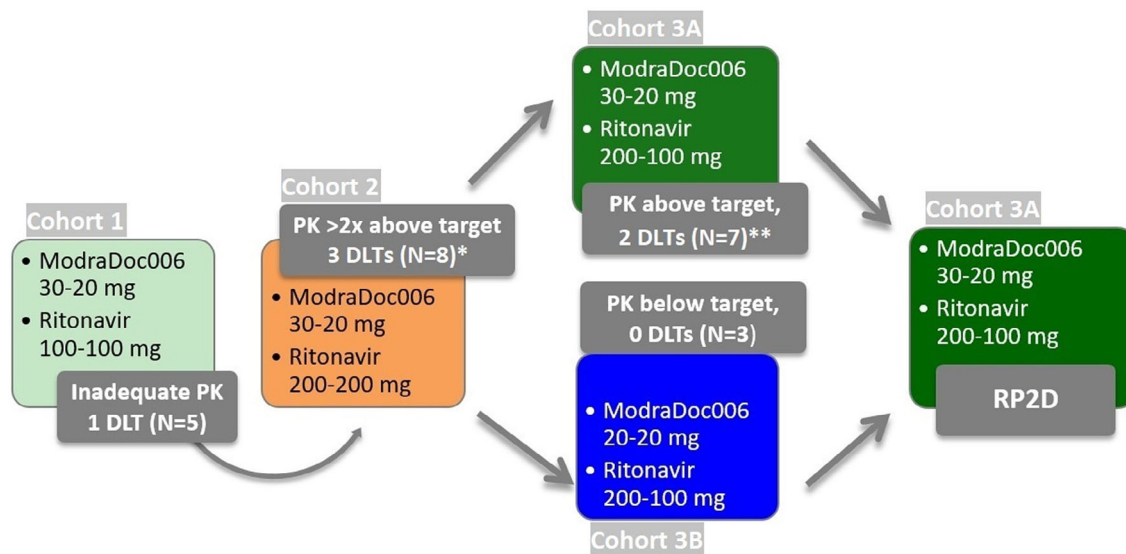 Cohort 1
• ModraDoc006
30-20 mg
• Ritonavir
100-100 mg
Inadequate PK
1 DLT (N=5)
Cohort 2
PK >2x above target
3 DLTs (N=8)*
• ModraDoc006
30-20 mg
• Ritonavir
200-200 mg
Cohort 3A
• ModraDoc006
30-20 mg
• Ritonavir
200-100 mg
PK above target,
2 DLTs (N=7)**
PK below target,
0 DLTs (N=3)
• ModraDoc006
20-20 mg
• Ritonavir
200-100 mg
Cohort 3B
Cohort 3A
• ModraDoc006
30-20 mg
• Ritonavir
200-100 mg
RP2D